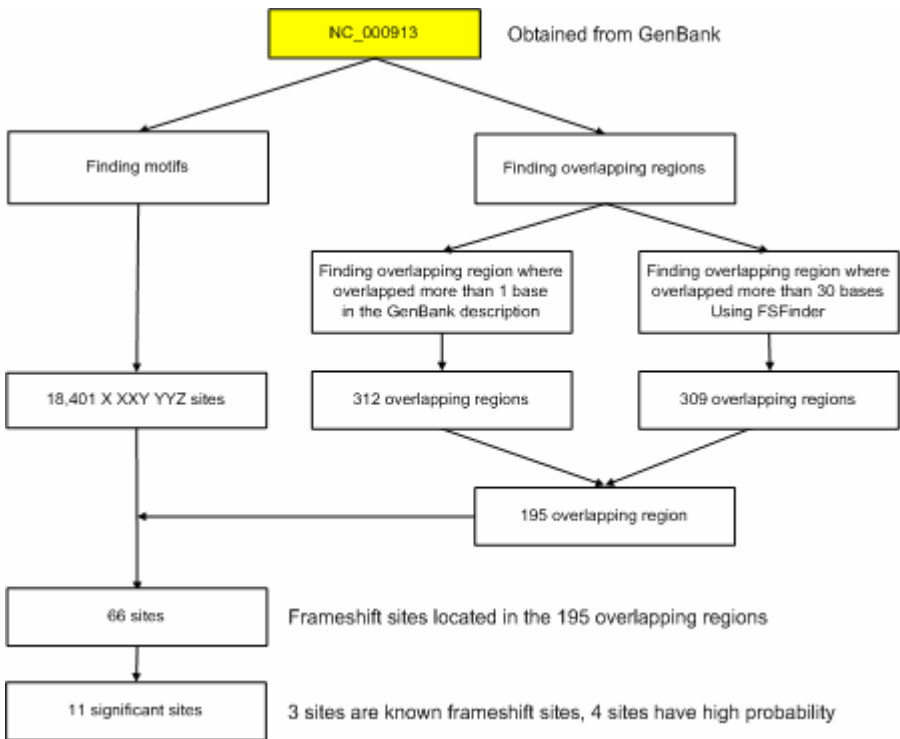 NC_000913
Obtained from GenBank
Finding motifs
Finding overlapping regions
Finding overlapping region where
overlapped more than 1 base
in the GenBank description
Finding overlapping region where
overlapped more than 30 bases
Using FSFinder
18,401 X XXY YYZ sites
312 overlapping regions
309 overlapping regions
195 overlapping region
66 sites
Frameshift sites located in the 195 overlapping regions
11 significant sites
3 sites are known frameshift sites, 4 sites have high probability